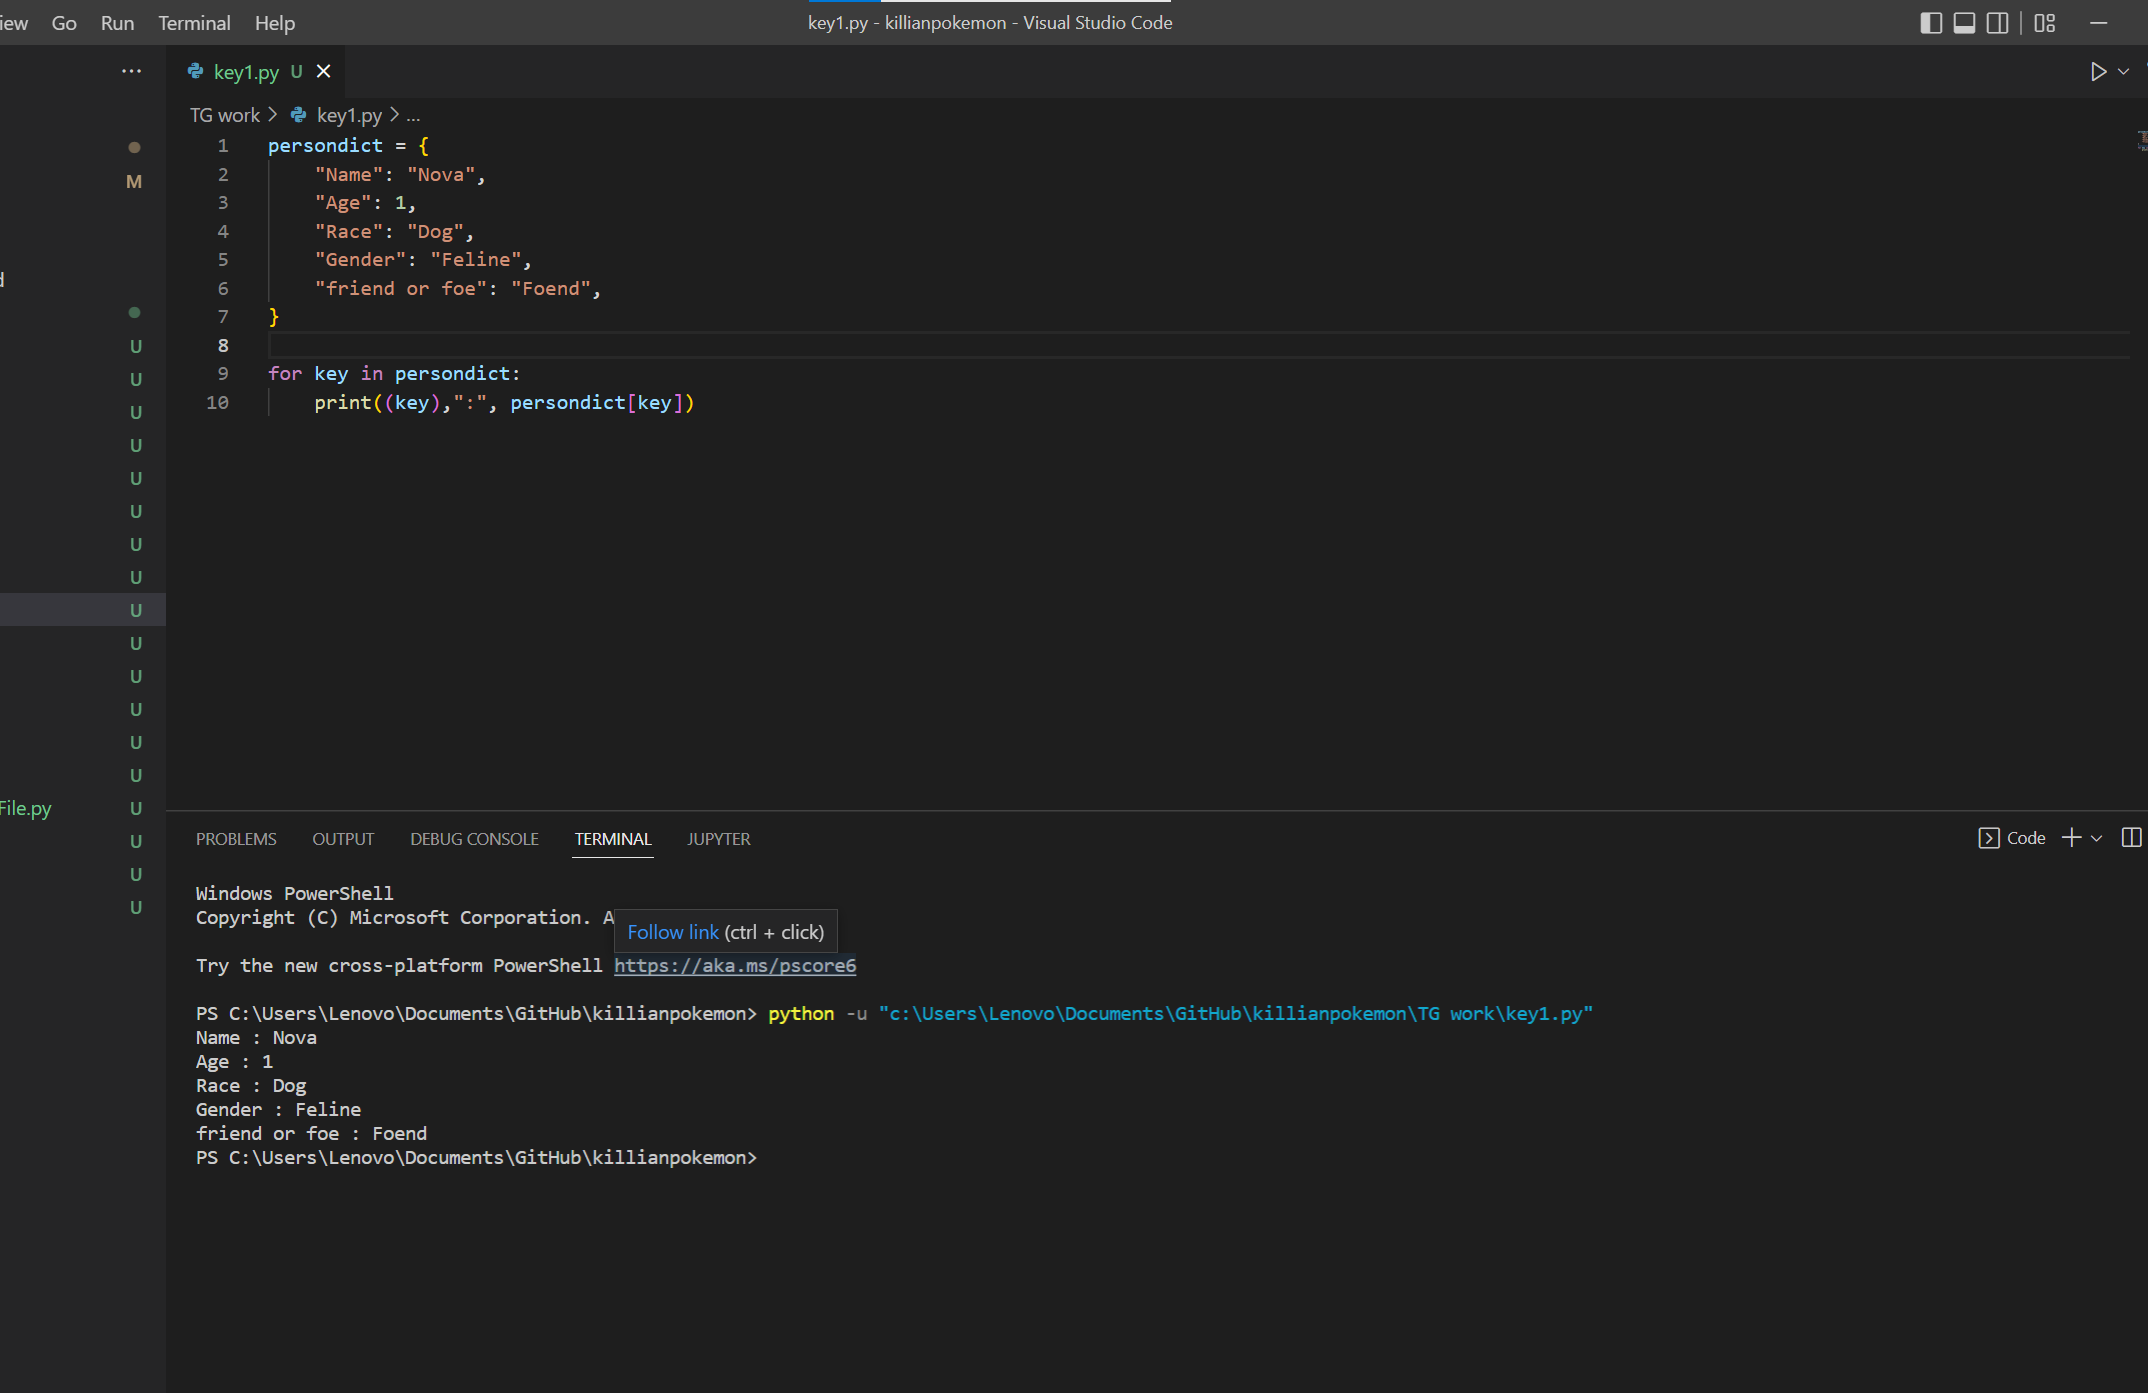 iew Go Run Terminal Help key1.py - killianpokemon - Visual Studio Code
··· key1.py U
TG work > key1.py > ...
M
d
U
U
U
U
U
U
U
U
U
U
U
U
U
U
File.py U
U
U
U
1 persondict = {
2     "Name": "Nova",
3     "Age": 1,
4     "Race": "Dog",
5     "Gender": "Feline",
6     "friend or foe": "Foend",
7 }
8
9 for key in persondict:
10     print((key),":", persondict[key])
PROBLEMS OUTPUT DEBUG CONSOLE TERMINAL JUPYTER Code
Windows PowerShell
Copyright (C) Microsoft Corporation. A
Follow link (ctrl + click)
Try the new cross-platform PowerShell https://aka.ms/pscore6
PS C:\Users\Lenovo\Documents\GitHub\killianpokemon> python -u "c:\Users\Lenovo\Documents\GitHub\killianpokemon\TG work\key1.py"
Name : Nova
Age : 1
Race : Dog
Gender : Feline
friend or foe : Foend
PS C:\Users\Lenovo\Documents\GitHub\killianpokemon>